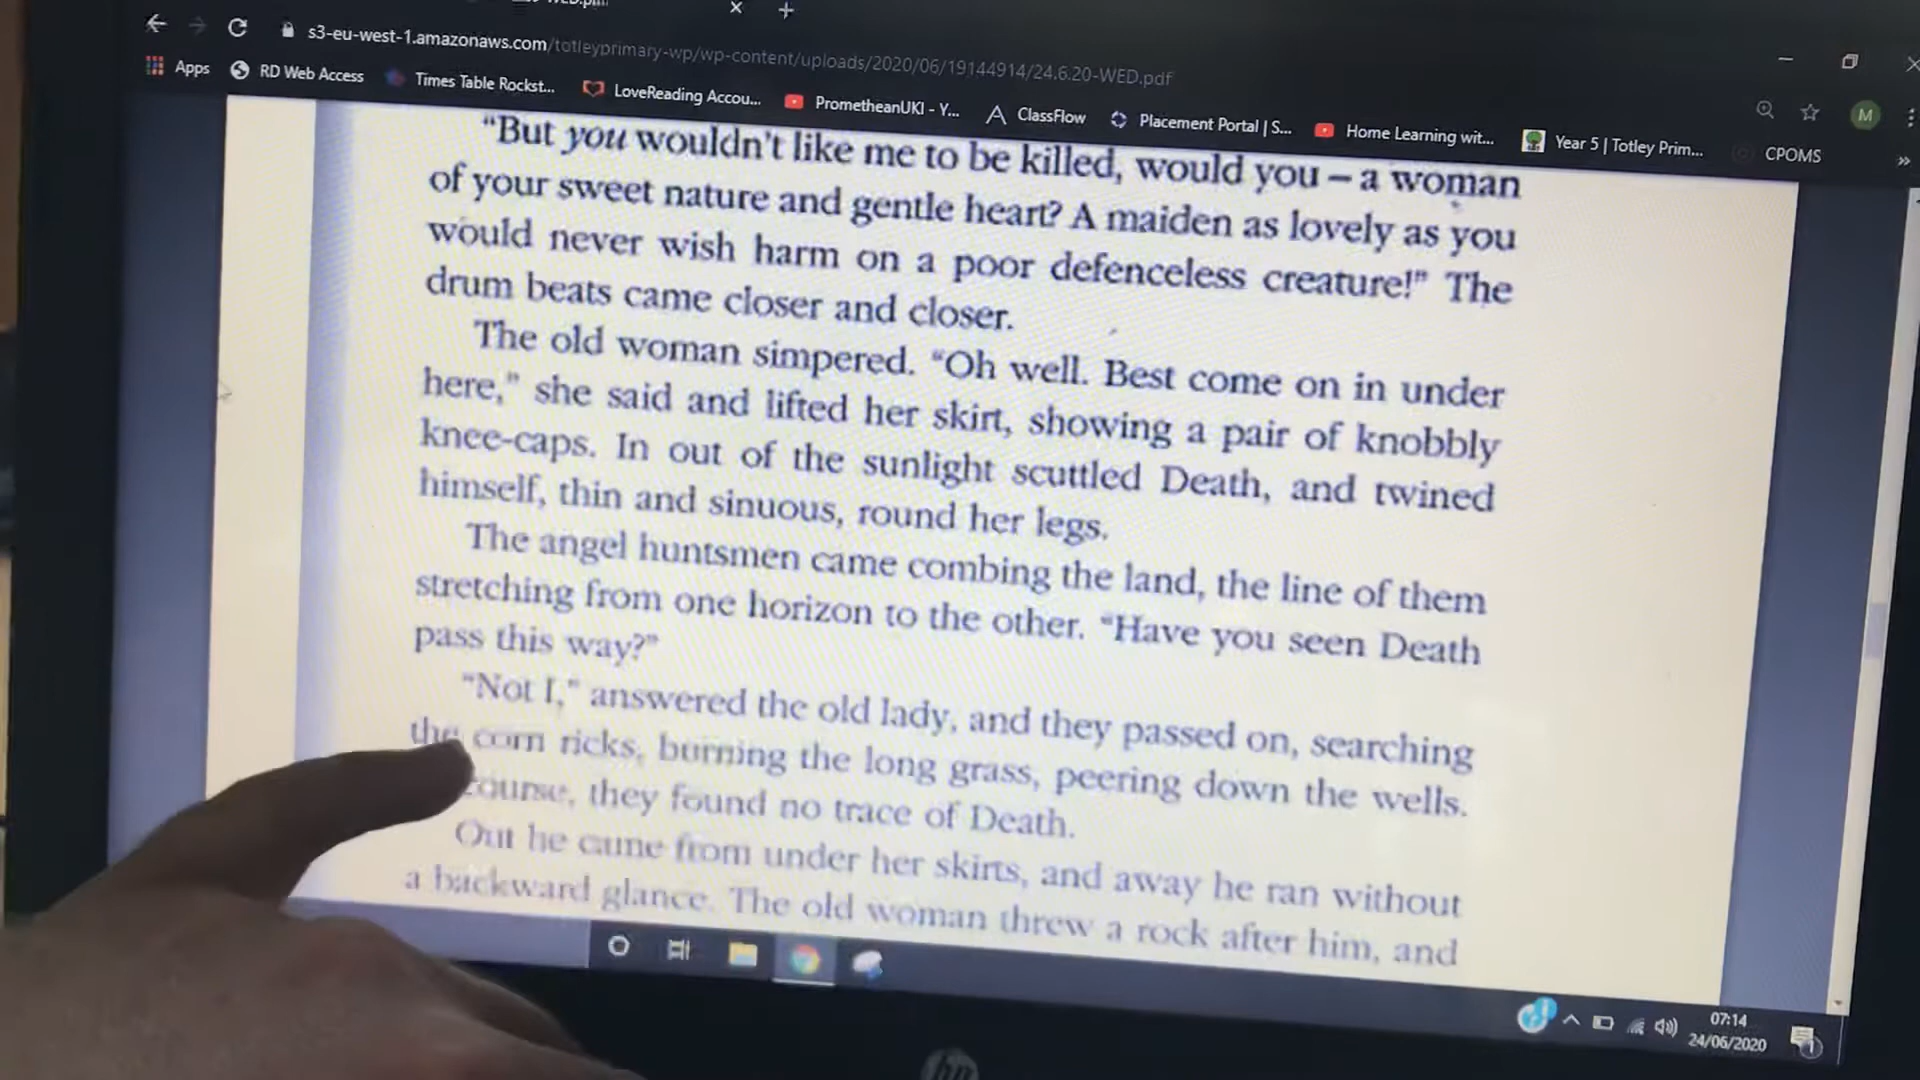 s3-eu-west-1.amazonaws.com/totleyprimary-wp/wp-content/uploads/2020/06/19144914/24.6.20-WED.pdf
Apps RD Web Access Times Table Rockst... LoveReading Accou... PrometheanUKI - Y... ClassFlow Placement Portal | S... Home Learning wit... Year 5 | Totley Prim... CPOMS »
M
"But you wouldn't like me to be killed, would you – a woman
of your sweet nature and gentle heart? A maiden as lovely as you
would never wish harm on a poor defenceless creature!" The
drum beats came closer and closer.
The old woman simpered. "Oh well. Best come on in under
here," she said and lifted her skirt, showing a pair of knobbly
knee-caps. In out of the sunlight scuttled Death, and twined
himself, thin and sinuous, round her legs.
The angel huntsmen came combing the land, the line of them
stretching from one horizon to the other. "Have you seen Death
pass this way?"
"Not I," answered the old lady, and they passed on, searching
the corn ricks, burning the long grass, peering down the wells.
course, they found no trace of Death.
Out he came from under her skirts, and away he ran without
a backward glance. The old woman threw a rock after him, and
07:14
24/06/2020
hp